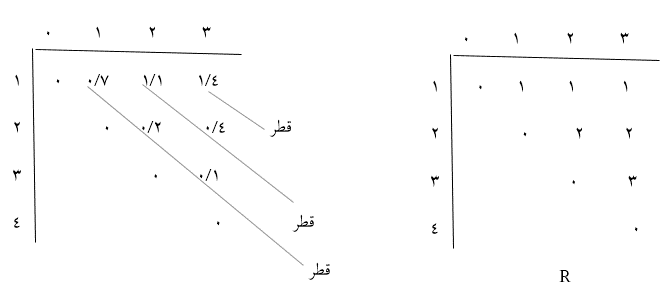 ٠ ١ ٢ ٣
١ ٠ ٠/٧ ١/١ ١/٤
٢ ٠ ٠/٢ ٠/٤
٣ ٠ ٠/١
٤ ٠
قطر
قطر
قطر
٠ ١ ٢ ٣
١ ٠ ١ ١ ١
٢ ٠ ٢ ٢
٣ ٠ ٣
٤ ٠
R